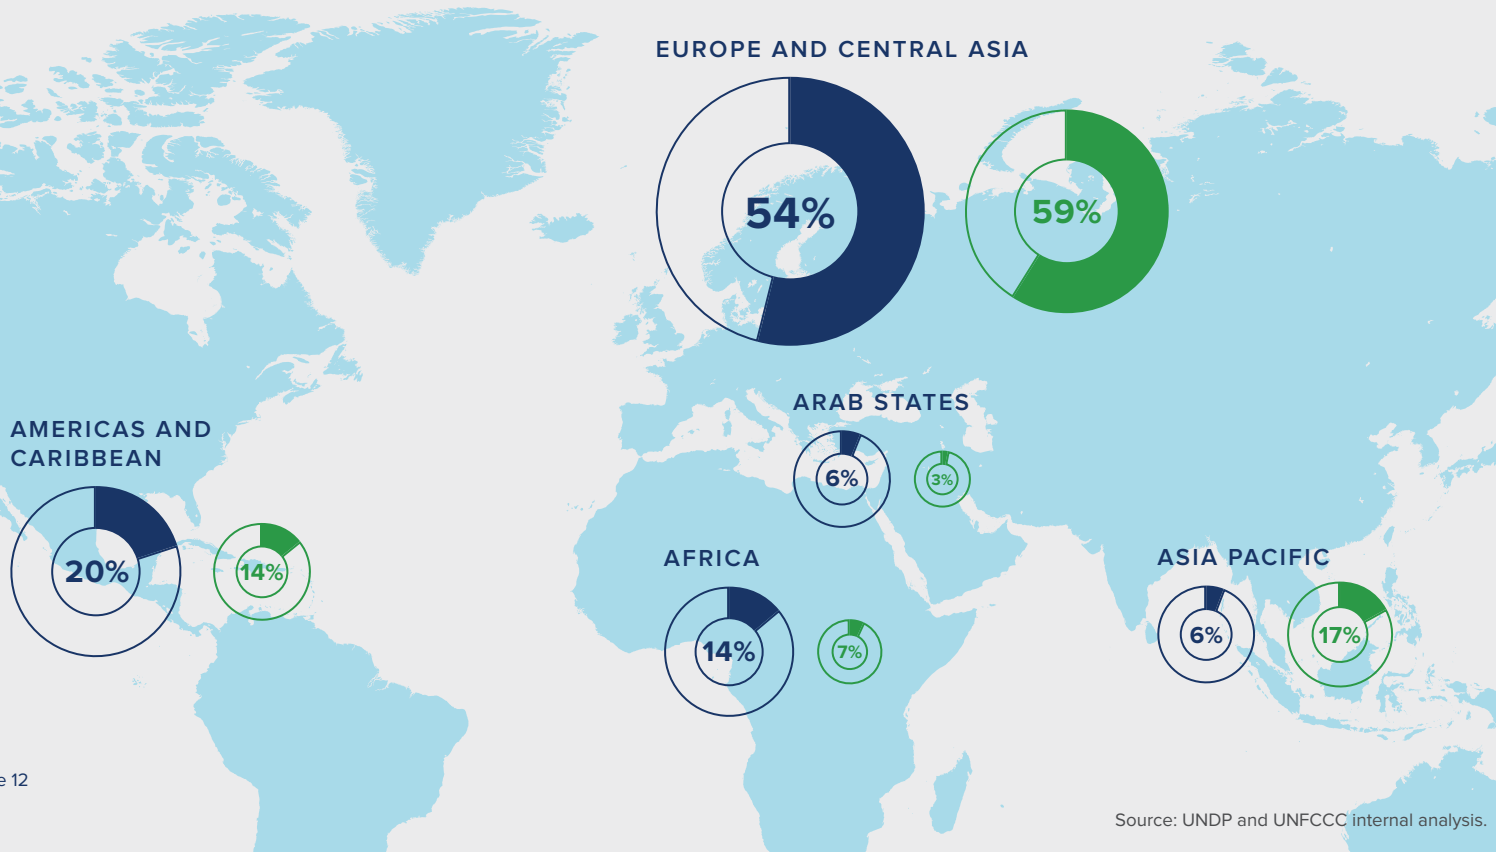 EUROPE AND CENTRAL ASIA
54%
59%
ARAB STATES
6%
3%
AMERICAS AND
CARIBBEAN
20%
14%
AFRICA
14%
7%
ASIA PACIFIC
6%
17%
e 12
Source: UNDP and UNFCCC internal analysis.